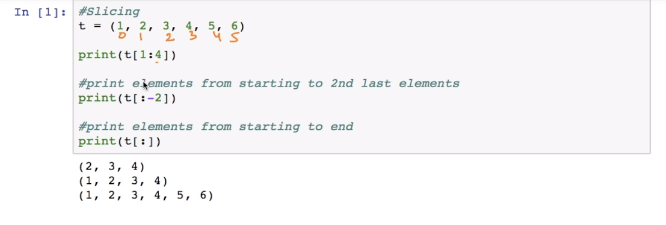 In [1]: #Slicing
t = (1, 2, 3, 4, 5, 6)
0 1 2 3 4 5
print(t[1:4])
#print elements from starting to 2nd last elements
print(t[:-2])
#print elements from starting to end
print(t[:])
(2, 3, 4)
(1, 2, 3, 4)
(1, 2, 3, 4, 5, 6)